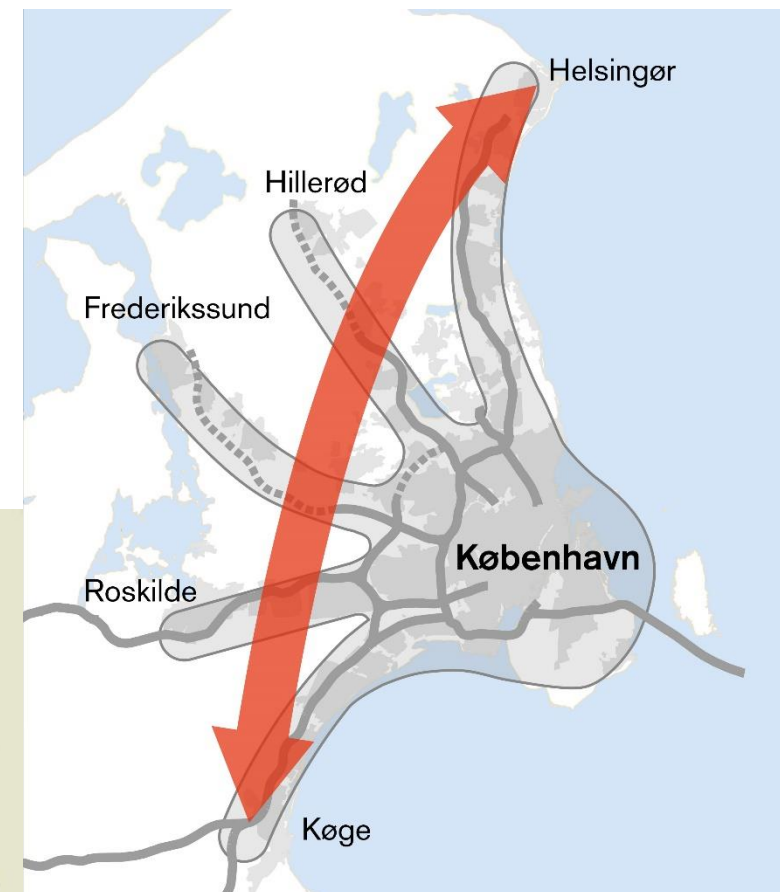 Helsingør
Hillerød
Frederikssund
København
Roskilde
Køge